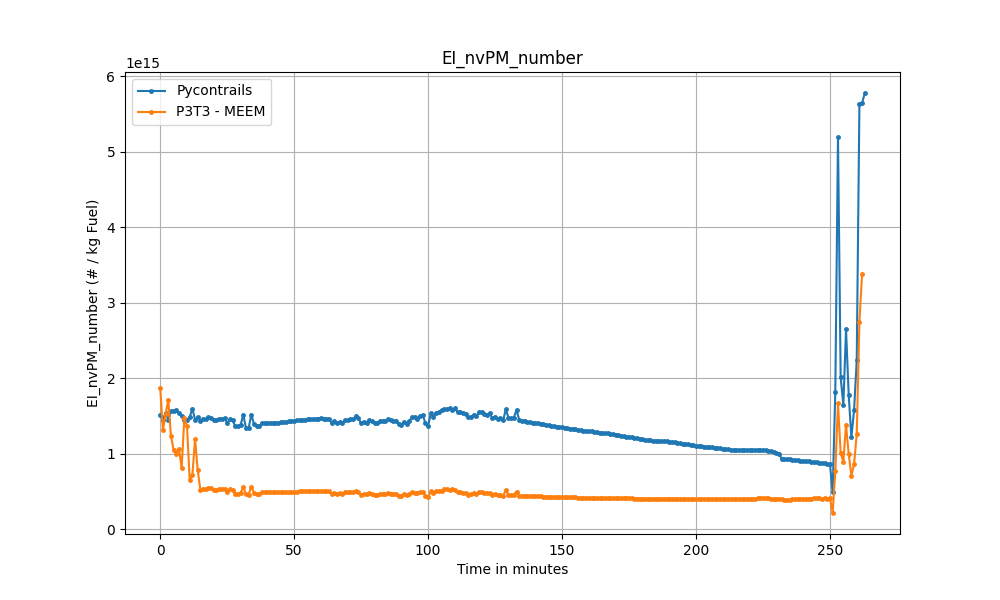 EI_nvPM_number
1e15
Pycontrails
P3T3 - MEEM
6
5
4
3
2
1
0
EI_nvPM_number (# / kg Fuel)
0 50 100 150 200 250
Time in minutes